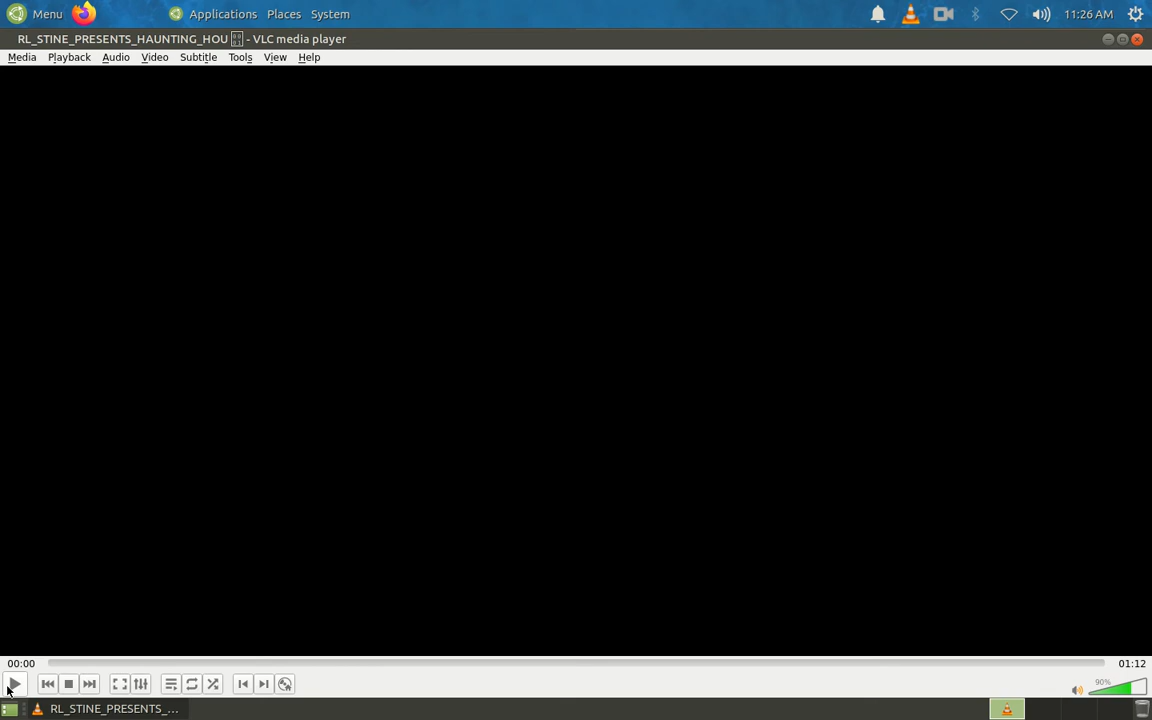 Menu Applications Places System 11:26 AM
RL_STINE_PRESENTS_HAUNTING_HOU - VLC media player
Media Playback Audio Video Subtitle Tools View Help
00:00 01:12
90%
RL_STINE_PRESENTS_...